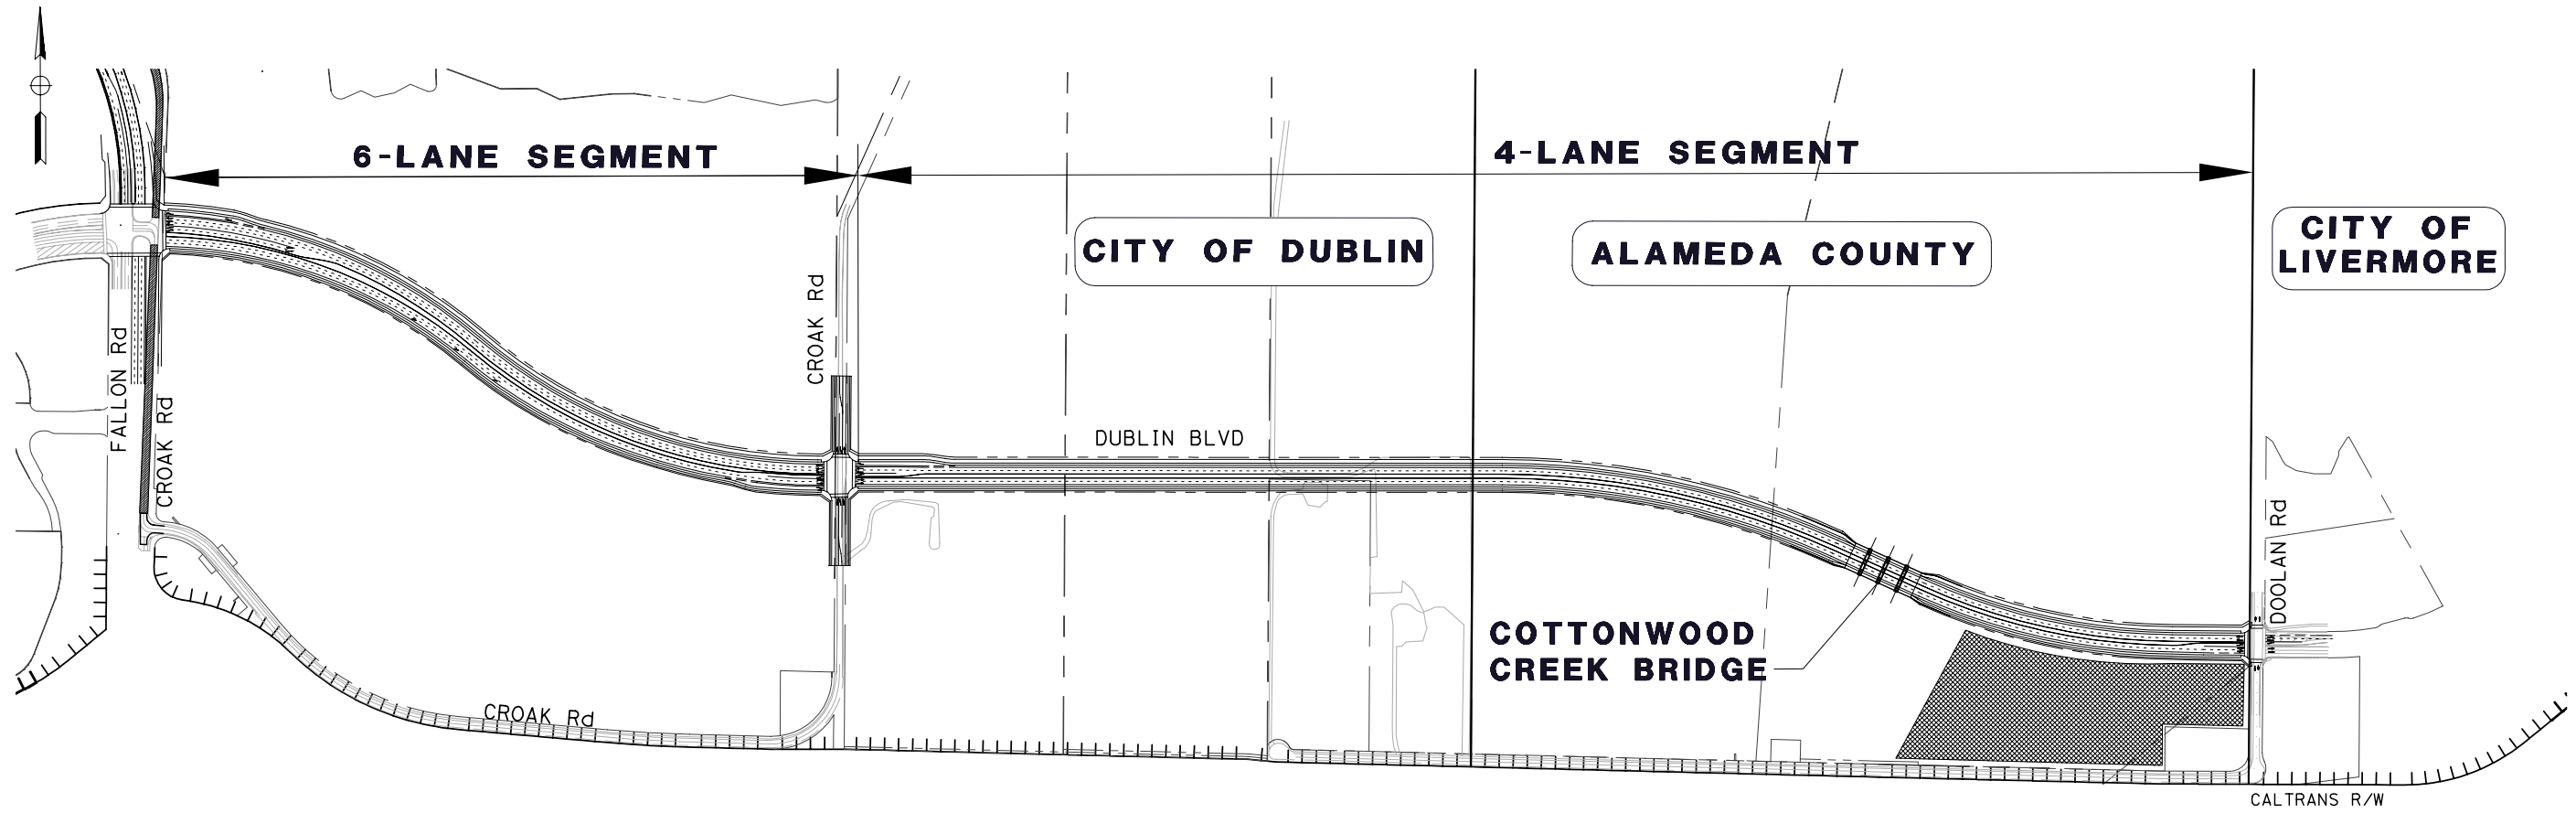 6-LANE SEGMENT
4-LANE SEGMENT
CITY OF DUBLIN
ALAMEDA COUNTY
CITY OF
LIVERMORE
FALLON Rd
CROAK Rd
CROAK Rd
DUBLIN BLVD
DOOLAN Rd
COTTONWOOD
CREEK BRIDGE
CROAK Rd
CALTRANS R/W